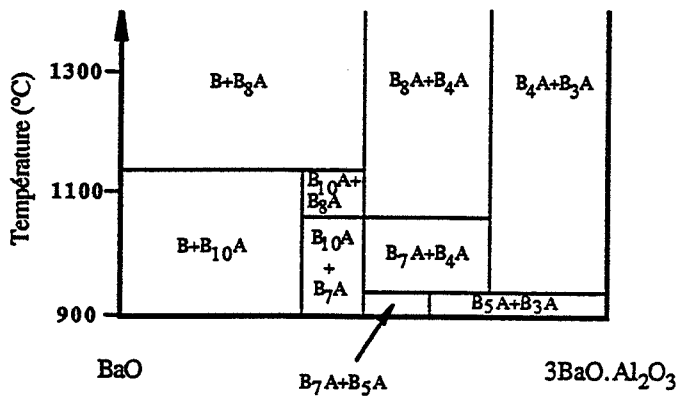 Température (°C)
1300
1100
900
B+B₈A
B₈A+B₄A
B₄A+B₃A
B₁₀A+
B₈A
B+B₁₀A
B₁₀A
+
B₇A
B₇A+B₄A
B₅A+B₃A
BaO
B₇A+B₅A
3BaO.Al₂O₃